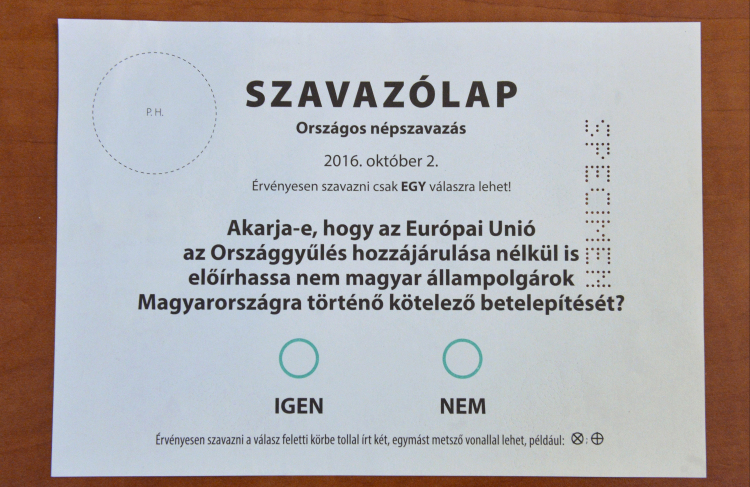 P. H.
SZAVAZÓLAP
Országos népszavazás
2016. október 2.
Érvényesen szavazni csak EGY válaszra lehet!
SPECIMEN
Akarja-e, hogy az Európai Unió
az Országgyűlés hozzájárulása nélkül is
előírhassa nem magyar állampolgárok
Magyarországra történő kötelező betelepítését?
IGEN
NEM
Érvényesen szavazni a válasz feletti körbe tollal írt két, egymást metsző vonallal lehet, például: ⊗ ; ⊕